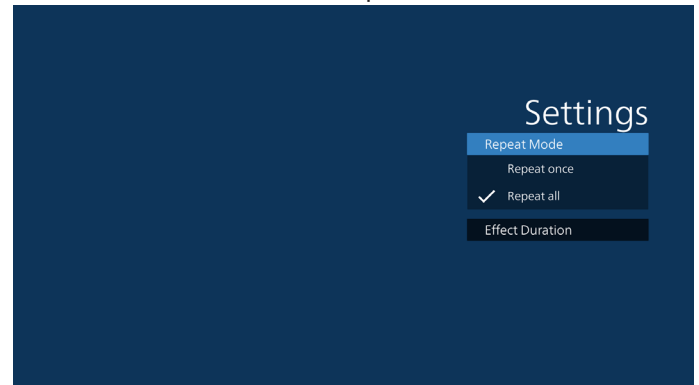 Settings
Repeat Mode
Repeat once
Repeat all
Effect Duration